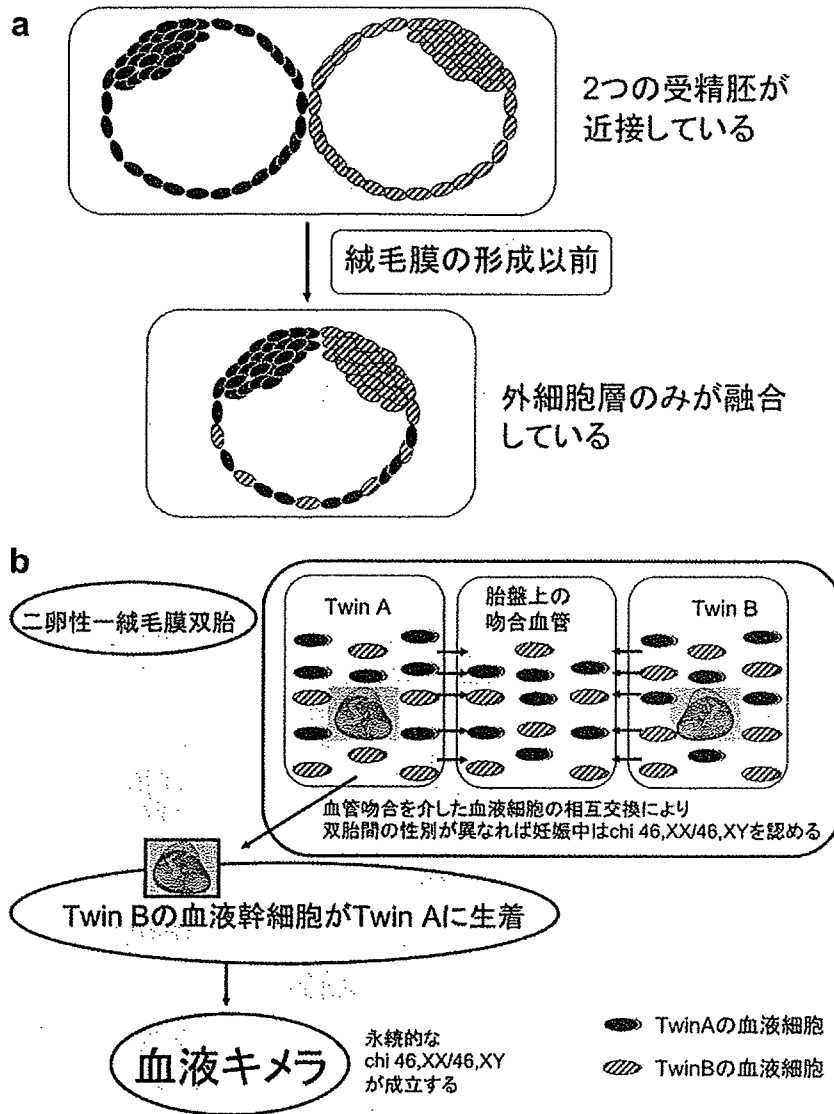 a
2つの受精胚が
近接している
絨毛膜の形成以前
外細胞層のみが融合
している
b
二卵性一絨毛膜双胎
Twin A
胎盤上の
吻合血管
Twin B
血管吻合を介した血液細胞の相互交換により
双胎間の性別が異なれば妊娠中はchi 46,XX/46,XYを認める
Twin Bの血液幹細胞がTwin Aに生着
血液キメラ
永続的な
chi 46,XX/46,XY
が成立する
TwinAの血液細胞
TwinBの血液細胞